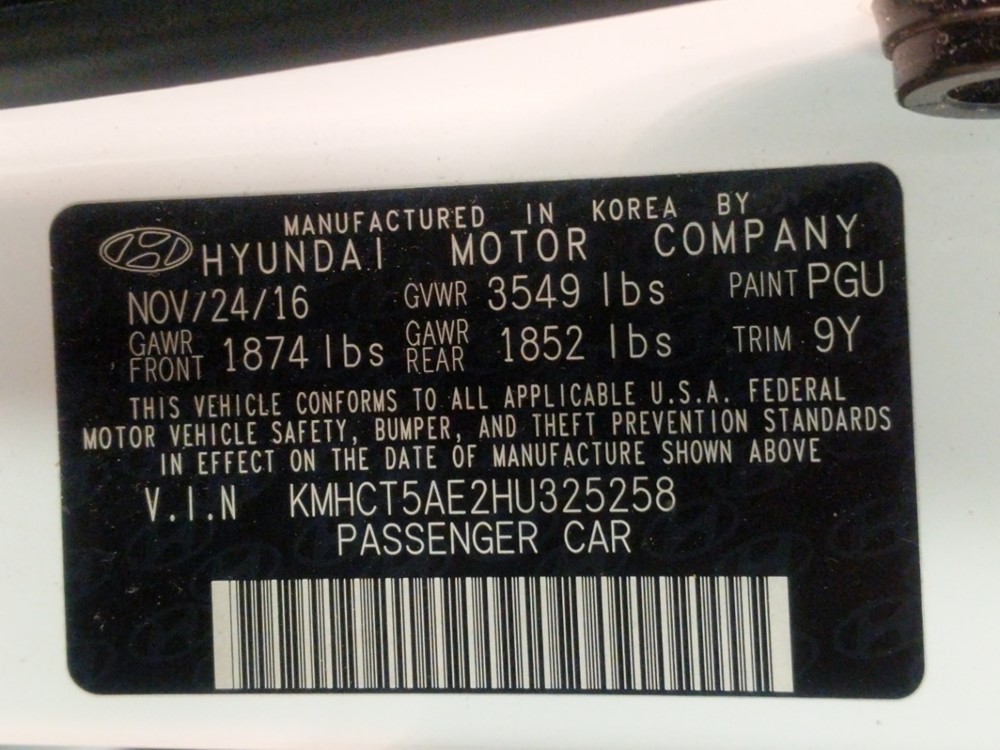 MANUFACTURED IN KOREA BY
HYUNDAI MOTOR COMPANY
NOV/24/16 GVWR 3549 lbs PAINT PGU
GAWR FRONT 1874 lbs GAWR REAR 1852 lbs TRIM 9Y
THIS VEHICLE CONFORMS TO ALL APPLICABLE U.S.A. FEDERAL
MOTOR VEHICLE SAFETY, BUMPER, AND THEFT PREVENTION STANDARDS
IN EFFECT ON THE DATE OF MANUFACTURE SHOWN ABOVE
V.I.N KMHCT5AE2HU325258
PASSENGER CAR